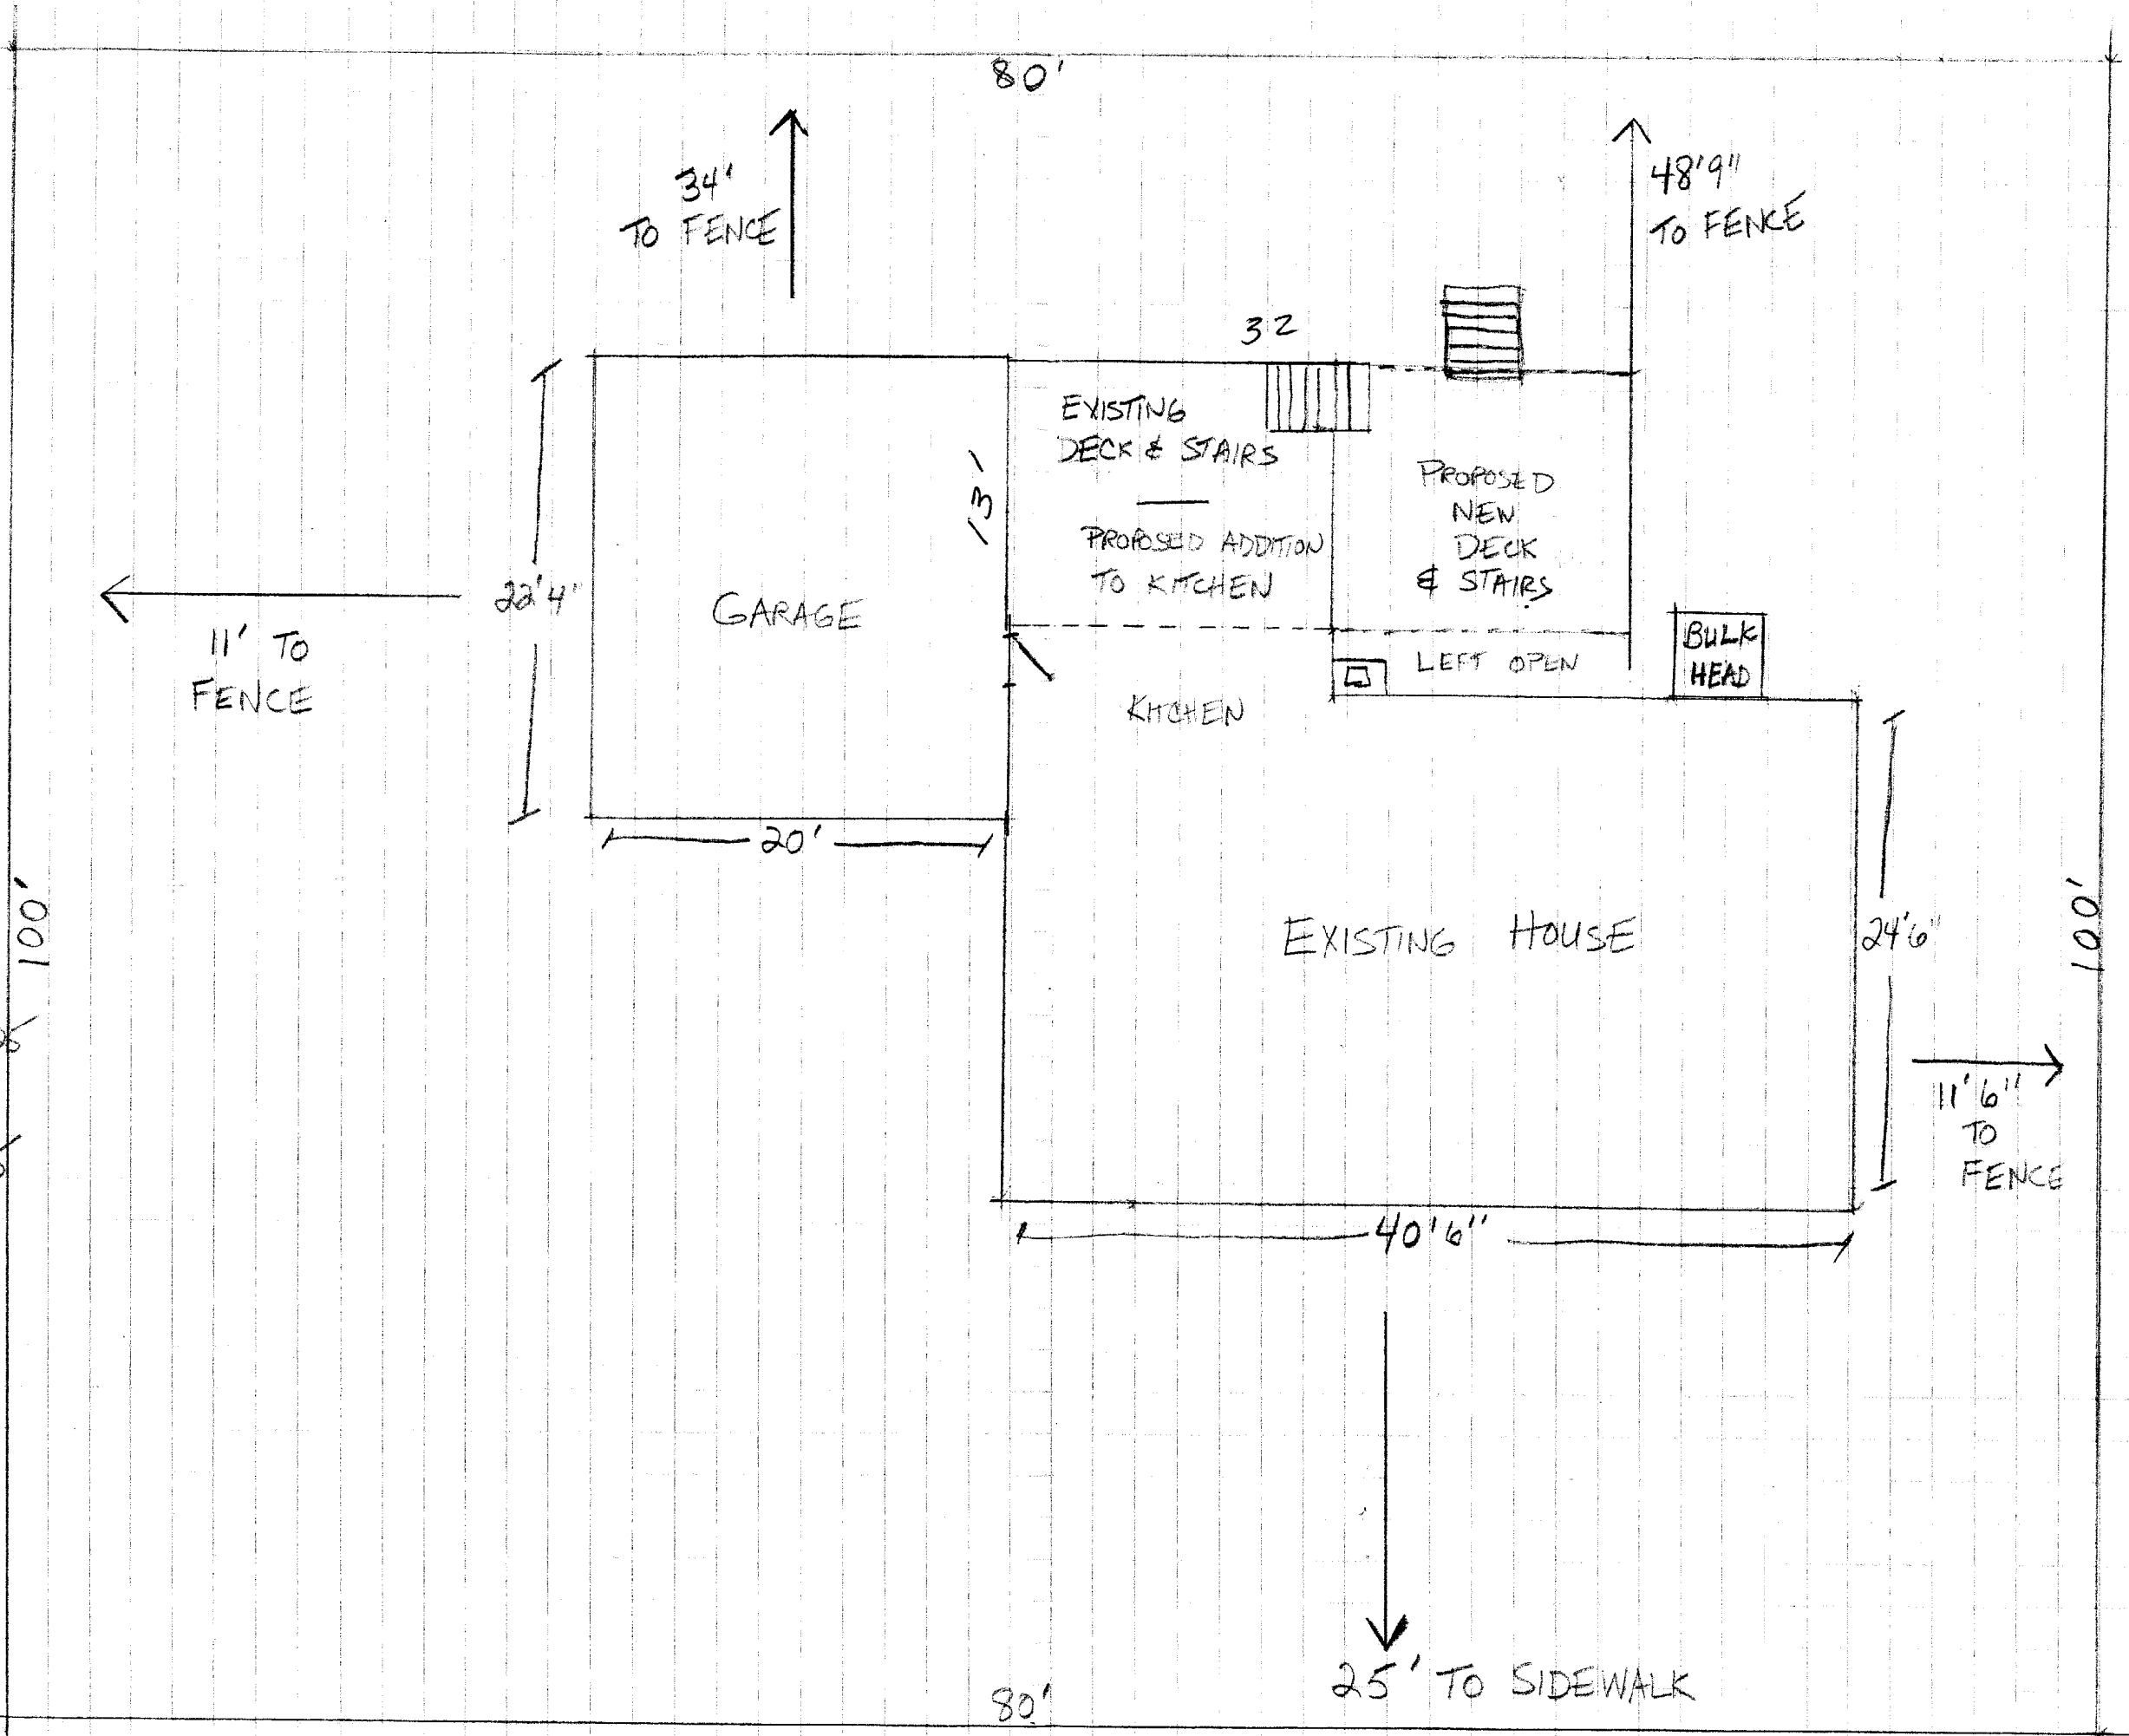 80'
34'
TO FENCE
48'9"
TO FENCE
32
EXISTING
DECK & STAIRS
13'
PROPOSED ADDITION
TO KITCHEN
PROPOSED
NEW
DECK
& STAIRS
22'4"
GARAGE
11' TO
FENCE
BULK
HEAD
LEFT OPEN
KITCHEN
20'
100'
EXISTING HOUSE
24'6"
100'
11'6"
TO
FENCE
40'6"
25' TO SIDEWALK
80'